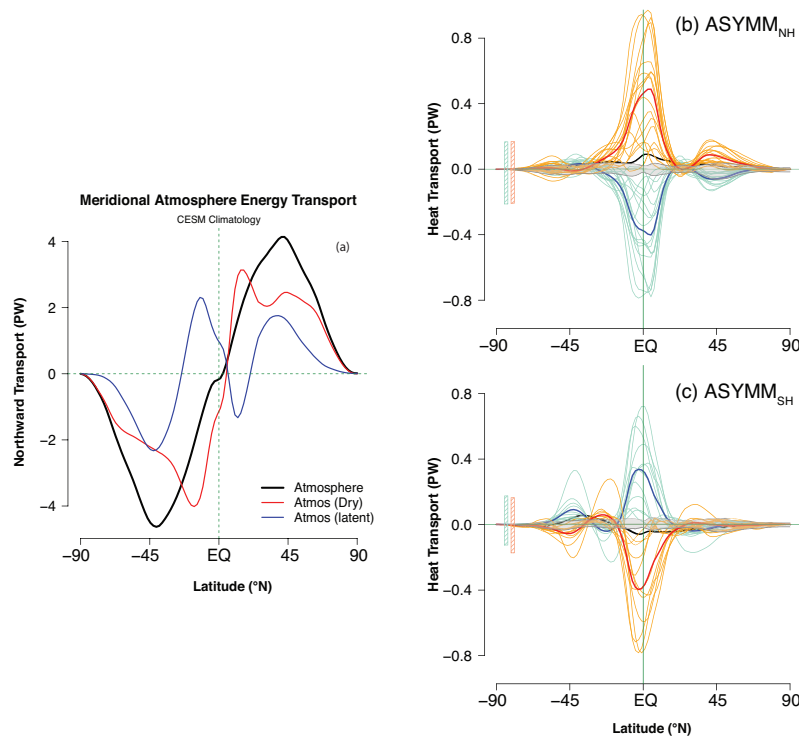 Meridional Atmosphere Energy Transport
CESM Climatology
(a)
Northward Transport (PW)
4
2
0
−2
−4
Atmosphere
Atmos (Dry)
Atmos (latent)
−90
−45
EQ
45
90
Latitude (°N)
(b) ASYMM_NH
Heat Transport (PW)
0.8
0.4
0.0
−0.4
−0.8
−90
−45
EQ
45
90
(c) ASYMM_SH
Heat Transport (PW)
0.8
0.4
0.0
−0.4
−0.8
−90
−45
EQ
45
90
Latitude (°N)